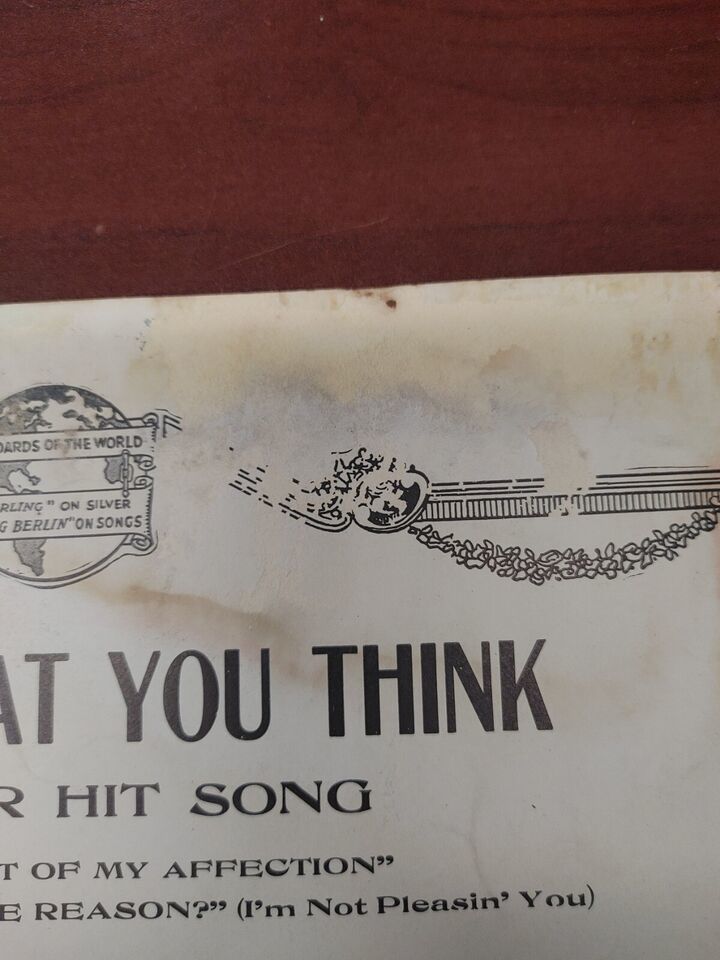 OARDS OF THE WORLD
RLING" ON SILVER
G BERLIN" ON SONGS
AT YOU THINK
R HIT SONG
T OF MY AFFECTION”
E REASON?” (I’m Not Pleasin’ You)